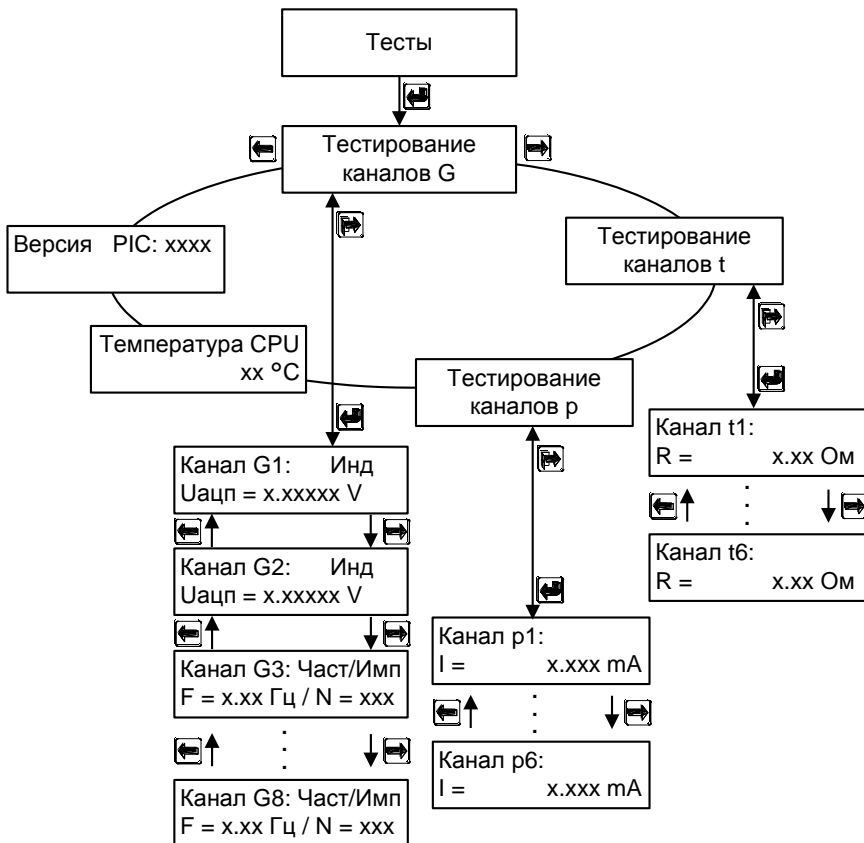 Тесты
Тестирование
каналов G
Версия PIC: xxxx
Тестирование
каналов t
Температура CPU
xx °C
Тестирование
каналов p
Канал G1: Инд
Uацп = x.xxxxx V
Канал G2: Инд
Uацп = x.xxxxx V
Канал G3: Част/Имп
F = x.xx Гц / N = xxx
Канал G8: Част/Имп
F = x.xx Гц / N = xxx
Канал p1:
I = x.xxx mA
Канал p6:
I = x.xxx mA
Канал t1:
R = x.xx Ом
Канал t6:
R = x.xx Ом